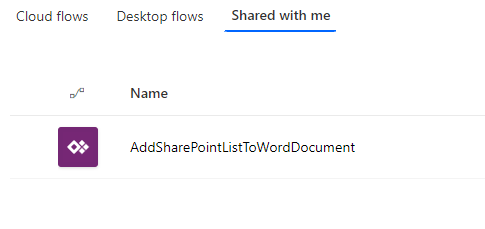 Cloud flows Desktop flows Shared with me
Name
AddSharePointListToWordDocument